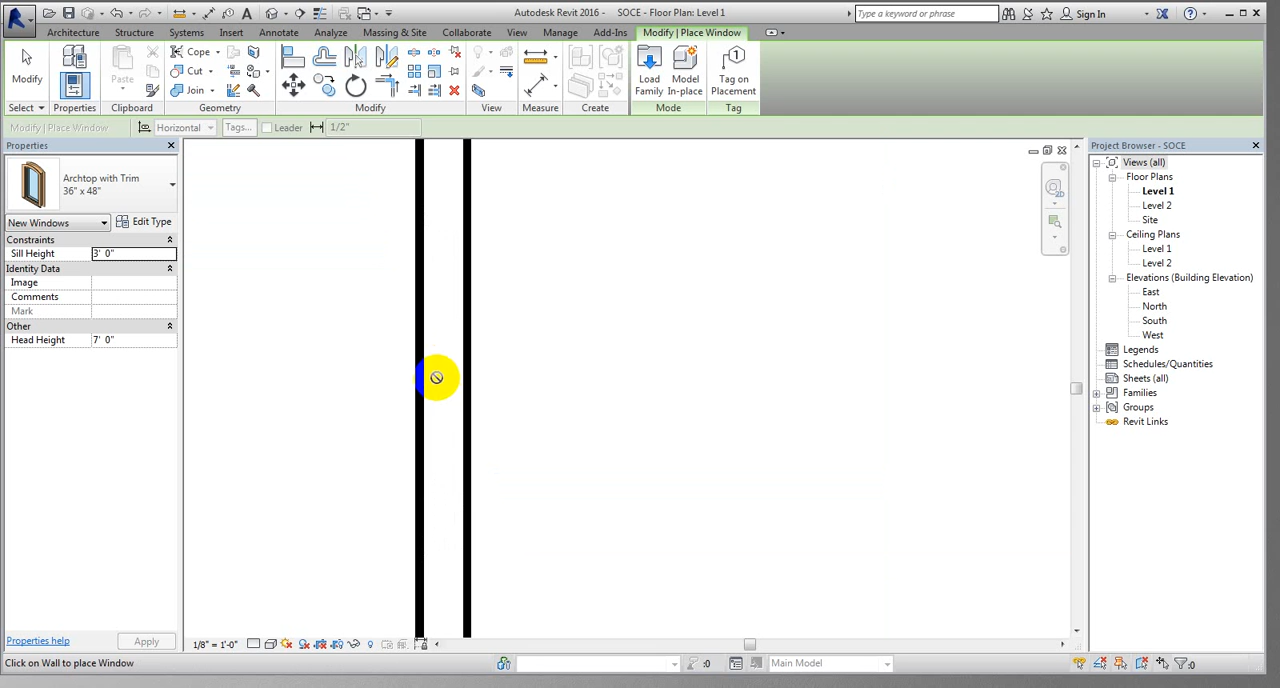 Autodesk Revit 2016 - SOCE - Floor Plan: Level 1
Type a keyword or phrase
Sign In
Architecture Structure Systems Insert Annotate Analyze Massing & Site Collaborate View Manage Add-Ins Modify | Place Window
Modify
Cope
Cut
Join
Paste
Load Family
Model In-place
Tag on Placement
Select Properties Clipboard Geometry Modify View Measure Create Mode Tag
Modify | Place Window
Horizontal
Tags...
Leader
1/2"
Properties
Archtop with Trim
36" x 48"
New Windows
Edit Type
Constraints
Sill Height 3' 0"
Identity Data
Image
Comments
Mark
Other
Head Height 7' 0"
Properties help
Apply
Project Browser - SOCE
Views (all)
Floor Plans
Level 1
Level 2
Site
Ceiling Plans
Level 1
Level 2
Elevations (Building Elevation)
East
North
South
West
Legends
Schedules/Quantities
Sheets (all)
Families
Groups
Revit Links
2D
1/8" = 1'-0"
Click on Wall to place Window
:0
Main Model
:0